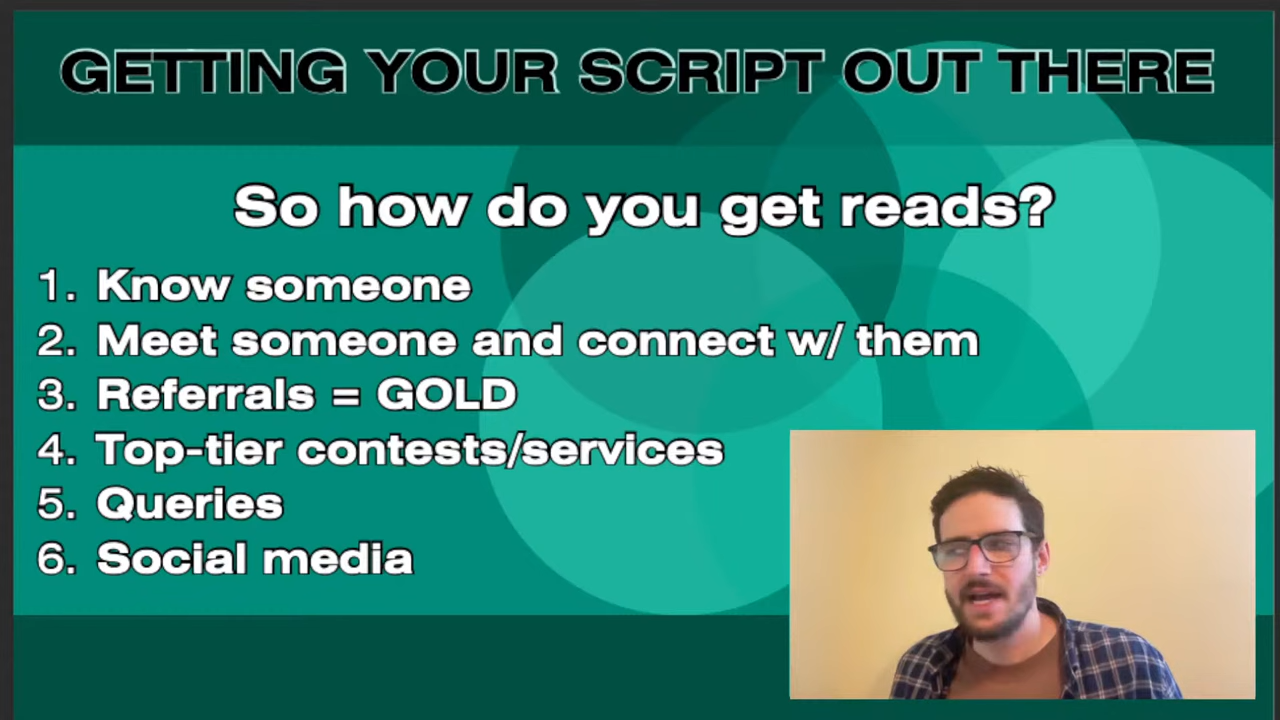 GETTING YOUR SCRIPT OUT THERE
So how do you get reads?
1. Know someone
2. Meet someone and connect w/ them
3. Referrals = GOLD
4. Top-tier contests/services
5. Queries
6. Social media